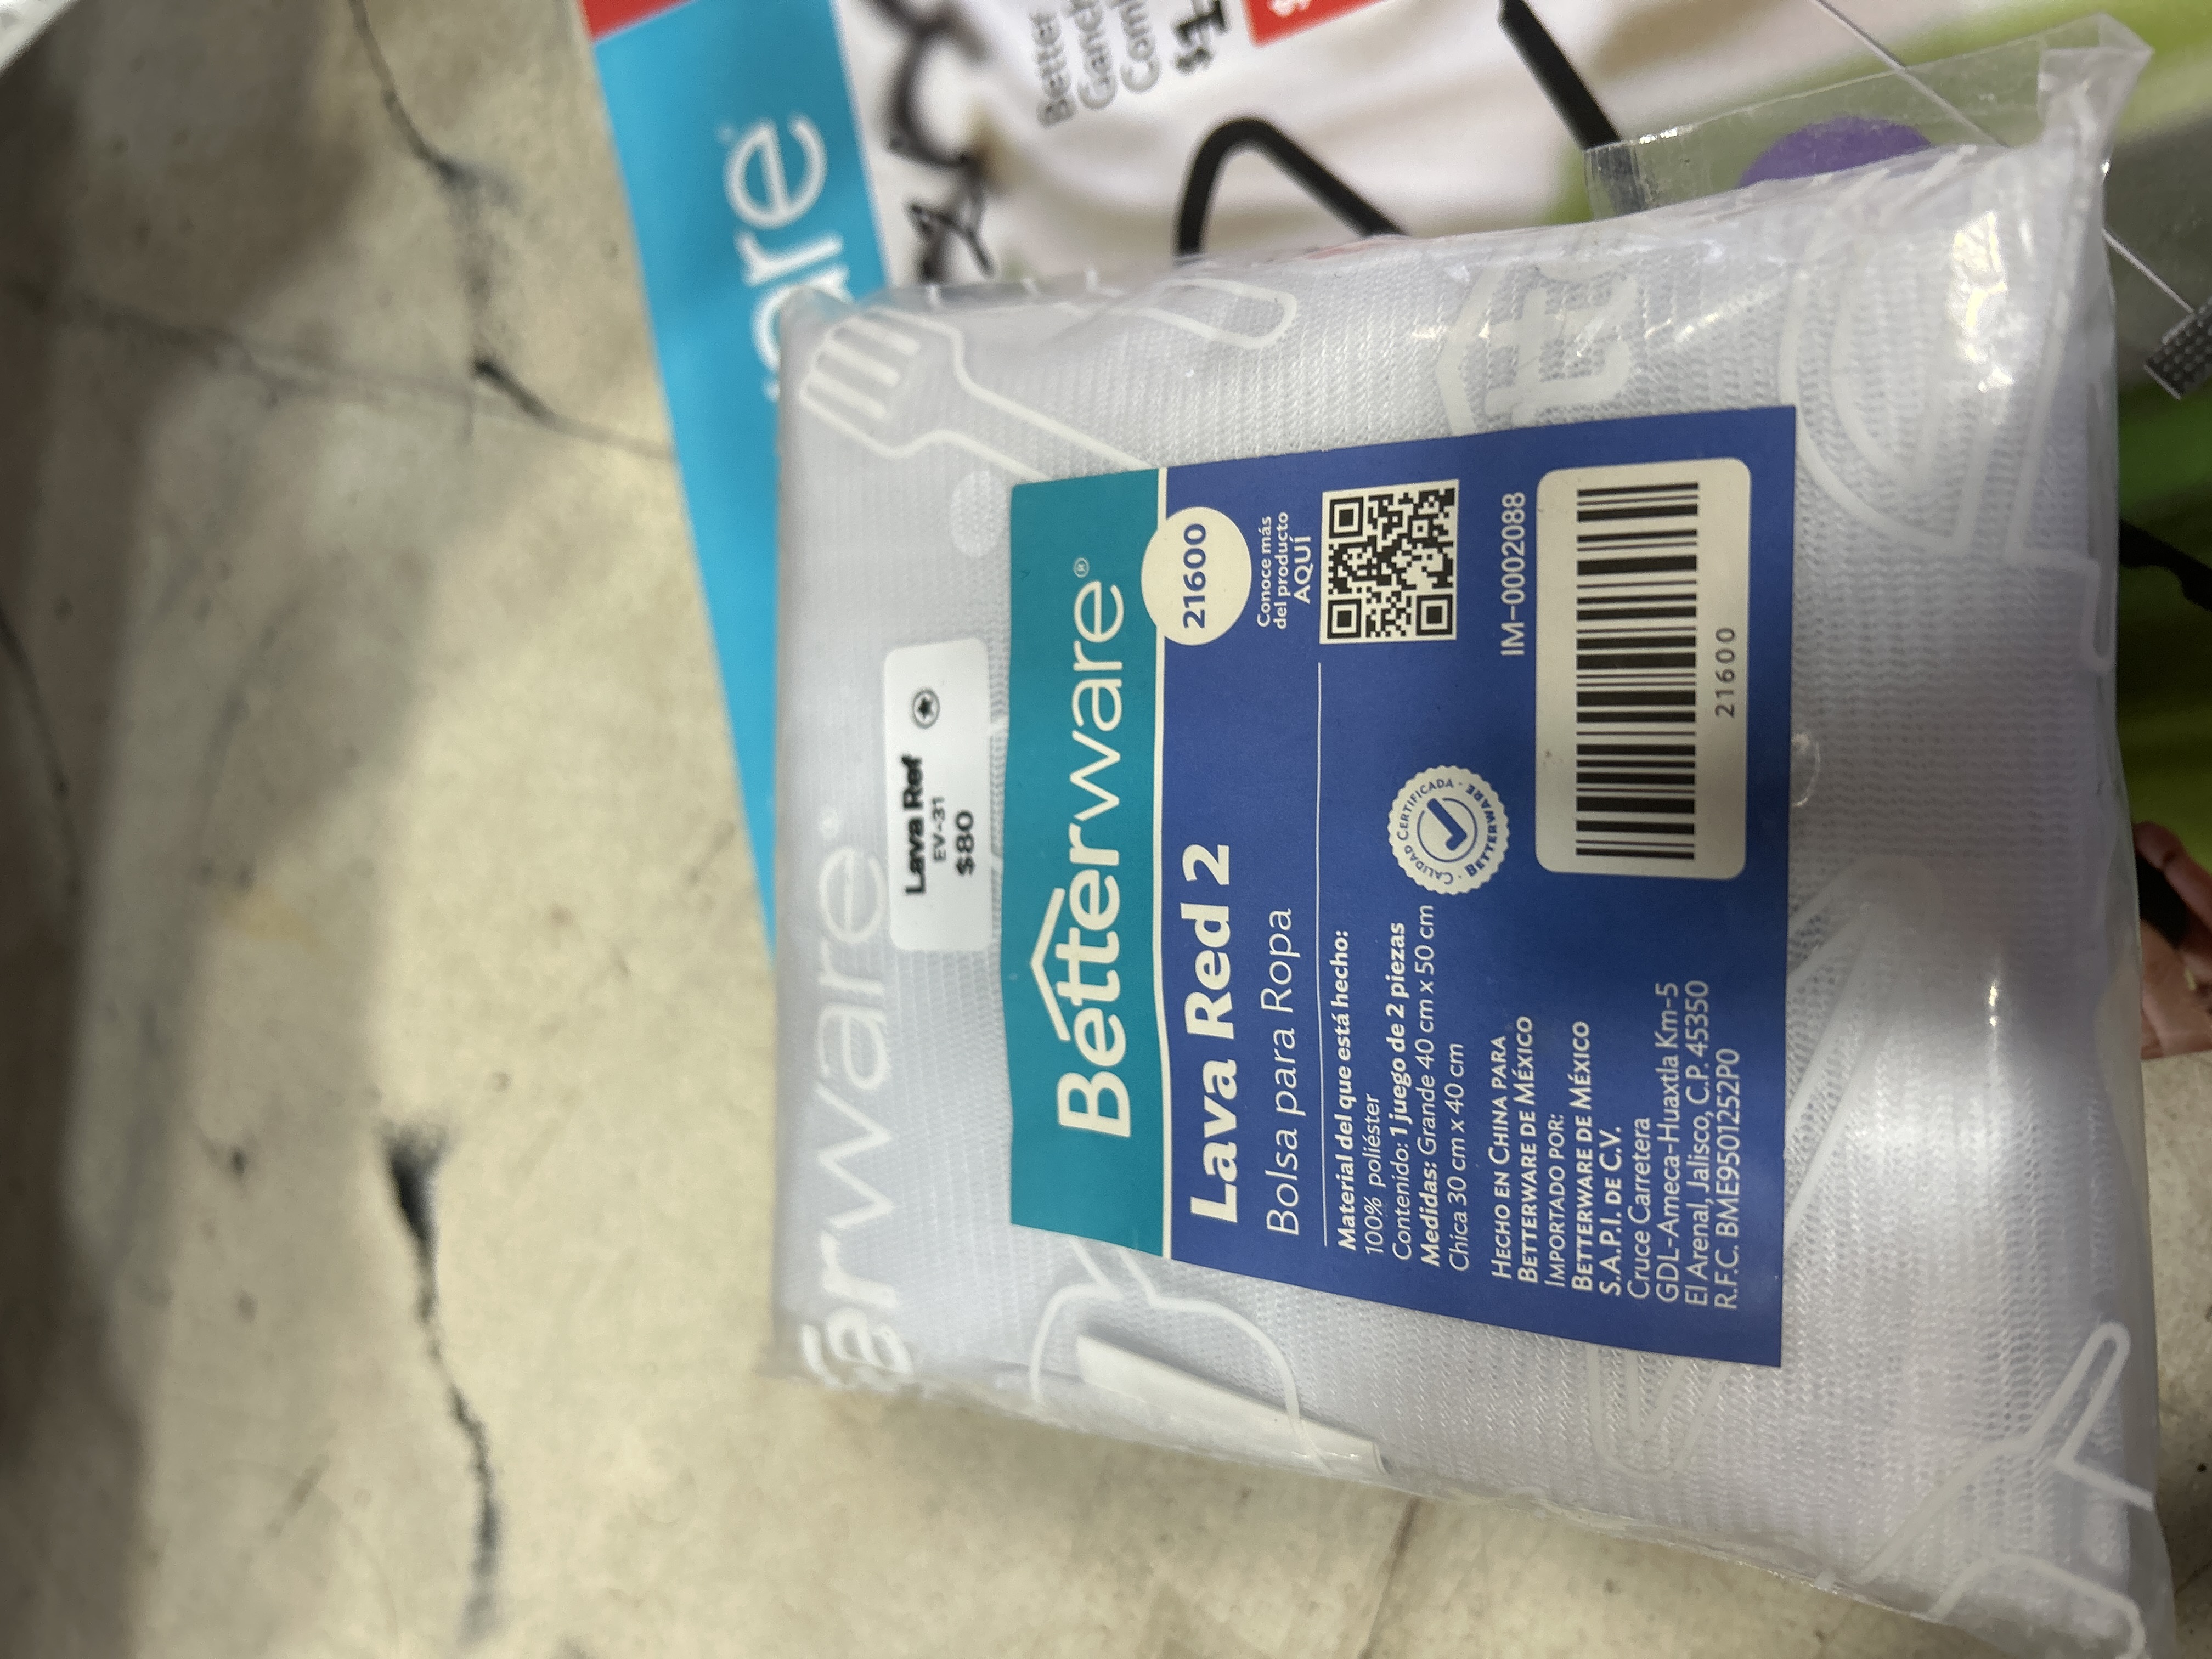 are
Better
$
erware
Lava Ref
EV-31
$80
Betterware®
21600
Lava Red 2
Bolsa para Ropa
Conoce más
del producto
AQUÍ
Material del que está hecho:
100% poliéster
Contenido: 1 juego de 2 piezas
Medidas: Grande 40 cm x 50 cm
Chica 30 cm x 40 cm
CALIDAD CERTIFICADA · BETTERWARE ·
HECHO EN CHINA PARA
BETTERWARE DE MÉXICO
IMPORTADO POR:
BETTERWARE DE MÉXICO
S.A.P.I. DE C.V.
Cruce Carretera
GDL-Ameca-Huaxtla Km-5
El Arenal, Jalisco, C.P. 45350
R.F.C. BME9501252P0
IM-0002088
21600